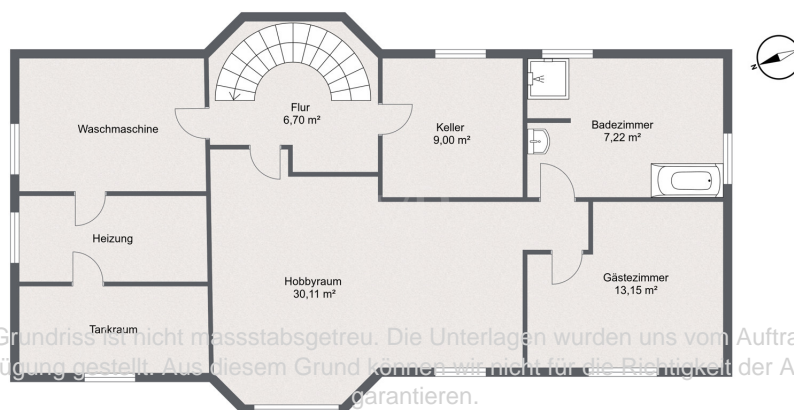 N
Flur
6,70 m²
Waschmaschine
Keller
9,00 m²
Badezimmer
7,22 m²
Heizung
Hobbyraum
30,11 m²
Gästezimmer
13,15 m²
Tankraum
Grundriss ist nicht massstabsgetreu. Die Unterlagen wurden uns vom Auftra
ügung gestellt. Aus diesem Grund können wir nicht für die Richtigkeit der A
garantieren.